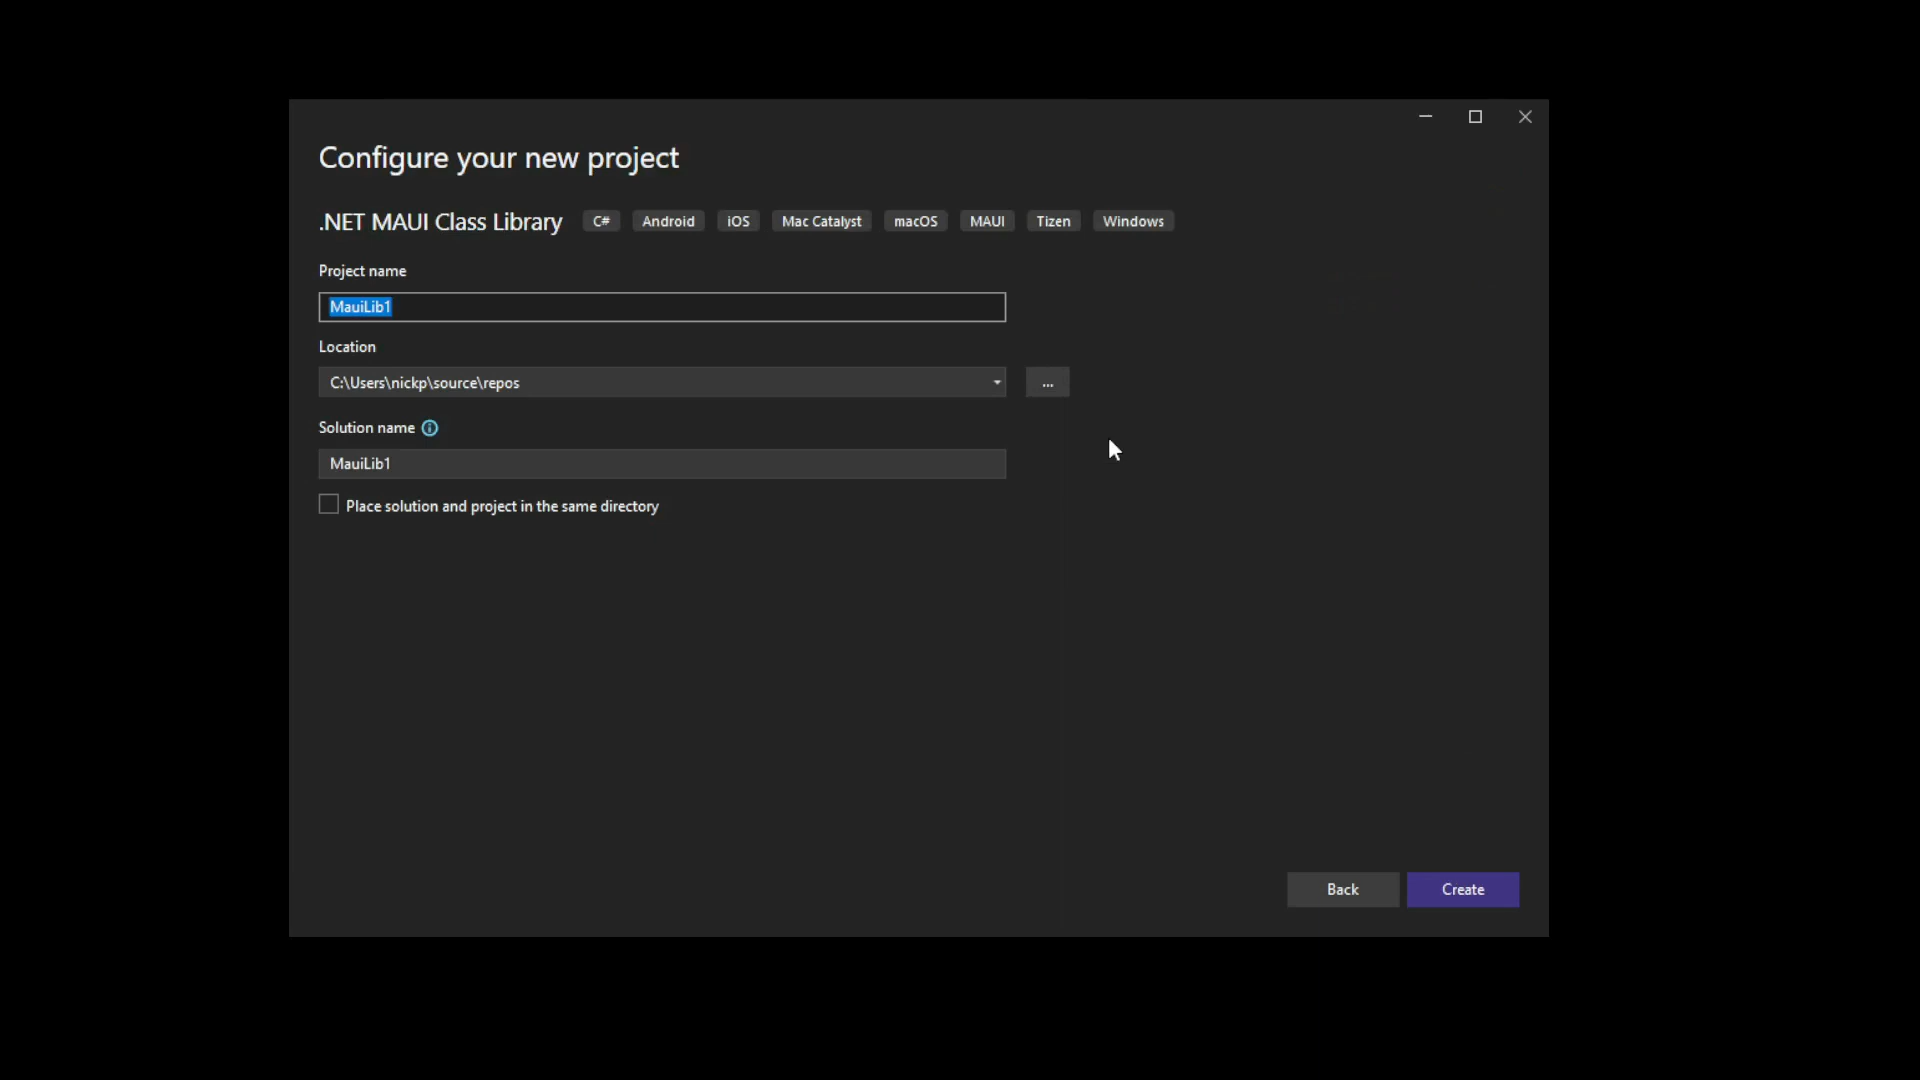 Configure your new project
.NET MAUI Class Library C# Android iOS Mac Catalyst macOS MAUI Tizen Windows
Project name
MauiLib1
Location
C:\Users\nickp\source\repos
...
Solution name
MauiLib1
Place solution and project in the same directory
Back Create